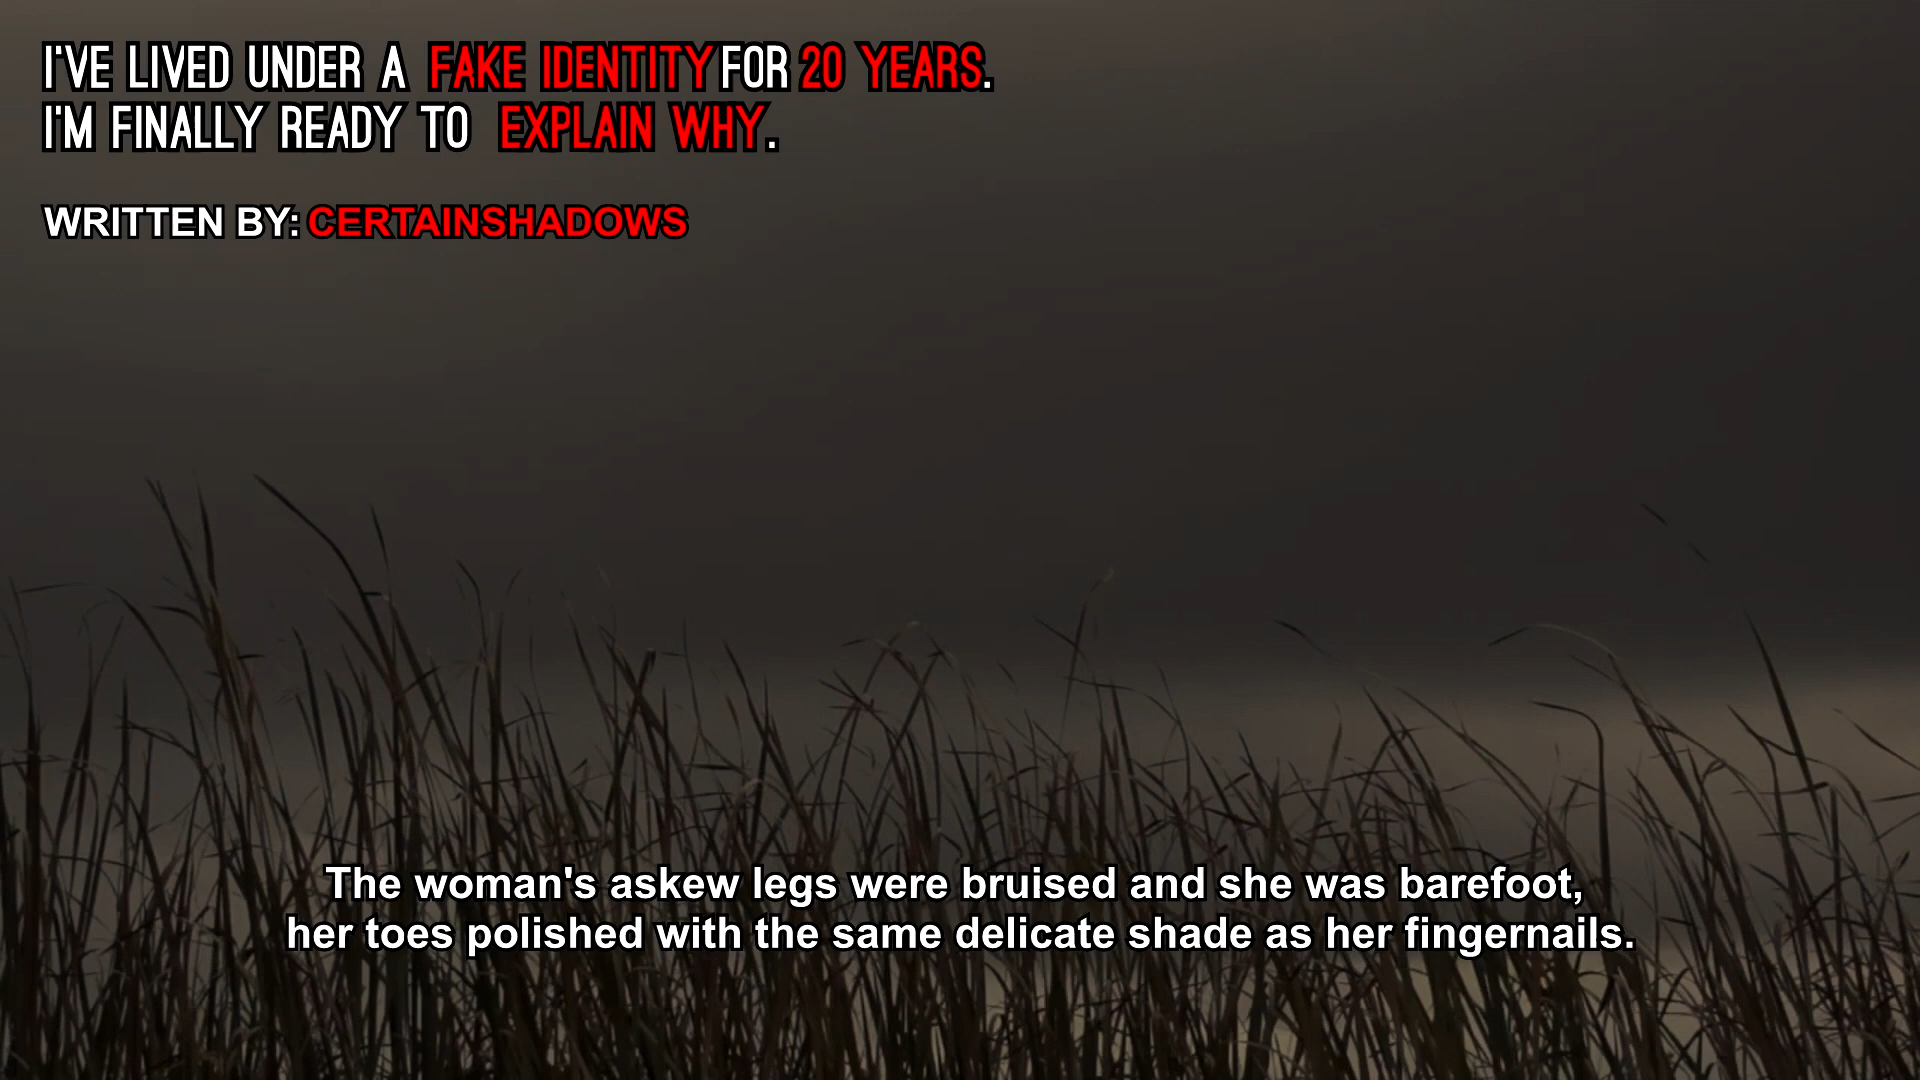 I'VE LIVED UNDER A FAKE IDENTITY FOR 20 YEARS.
I'M FINALLY READY TO EXPLAIN WHY.
WRITTEN BY: CERTAINSHADOWS
The woman's askew legs were bruised and she was barefoot,
her toes polished with the same delicate shade as her fingernails.